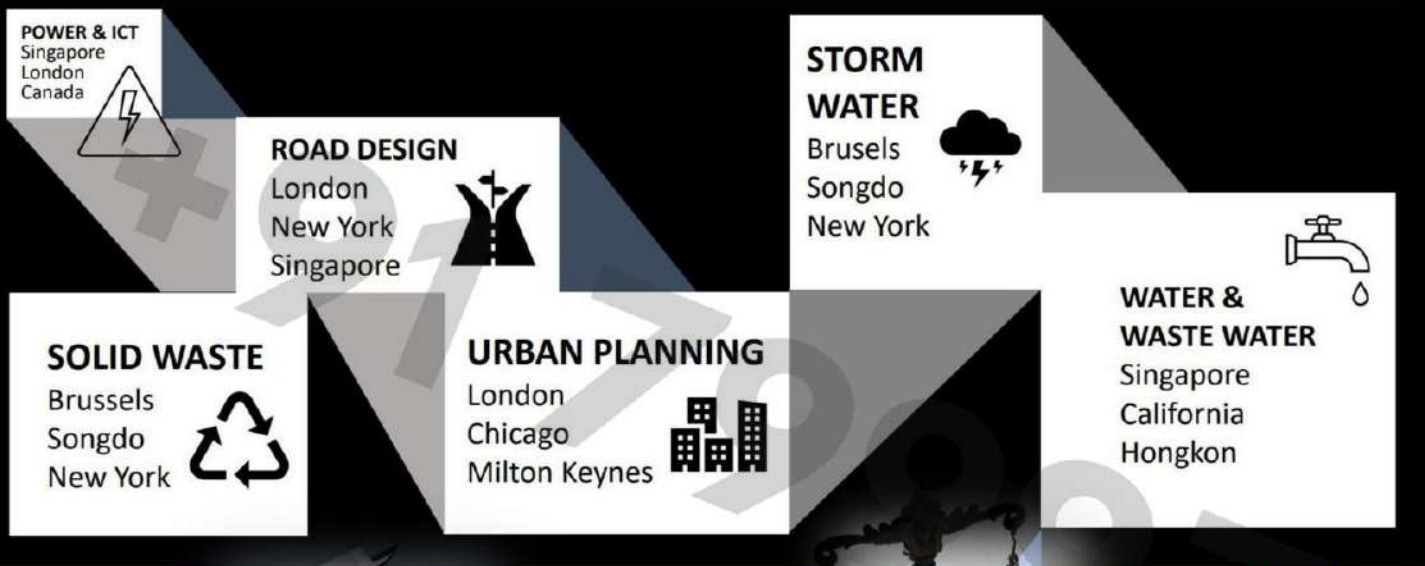 POWER & ICT
Singapore
London
Canada
ROAD DESIGN
London
New York
Singapore
SOLID WASTE
Brussels
Songdo
New York
URBAN PLANNING
London
Chicago
Milton Keynes
STORM
WATER
Brusels
Songdo
New York
WATER &
WASTE WATER
Singapore
California
Hongkon